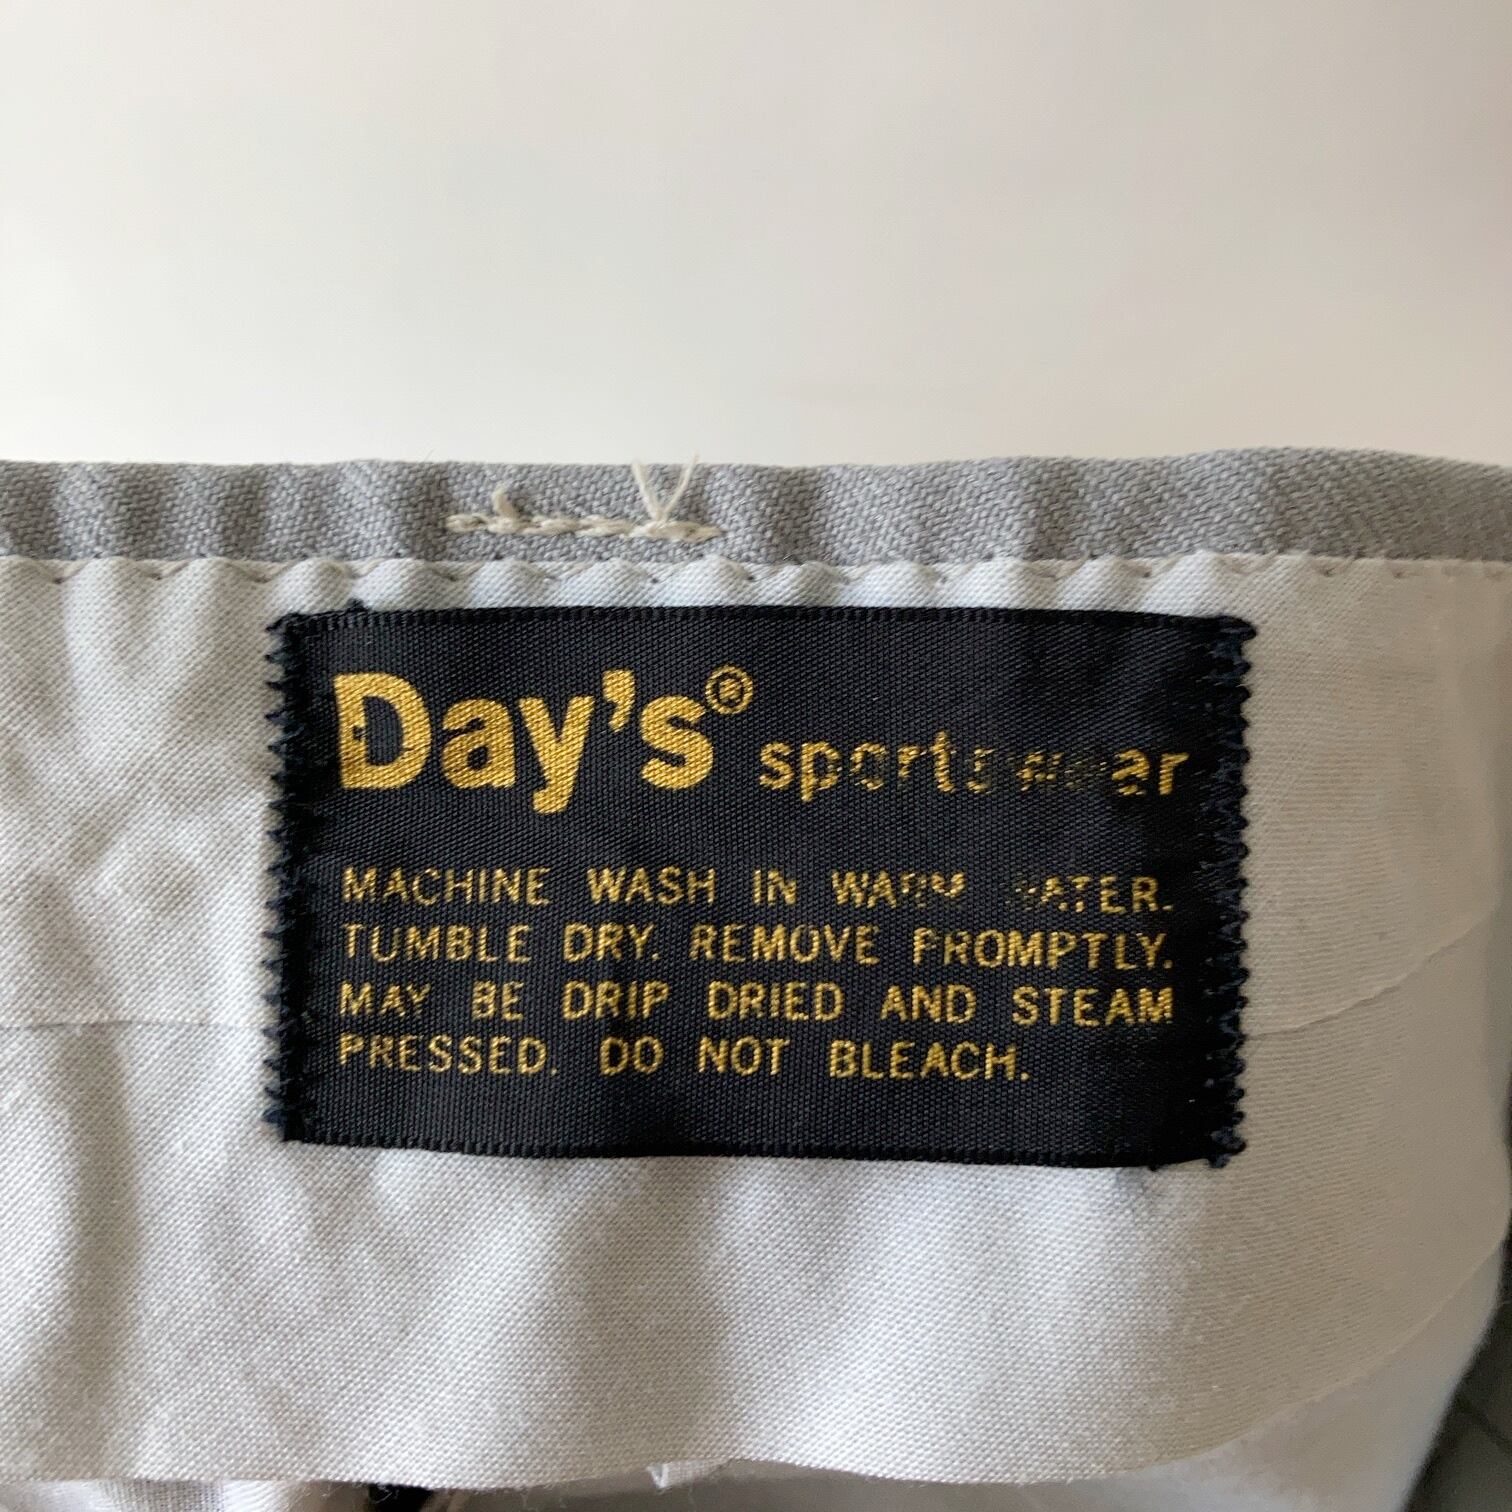 Day's® sportswear
MACHINE WASH IN WARM WATER.
TUMBLE DRY. REMOVE PROMPTLY.
MAY BE DRIP DRIED AND STEAM
PRESSED. DO NOT BLEACH.